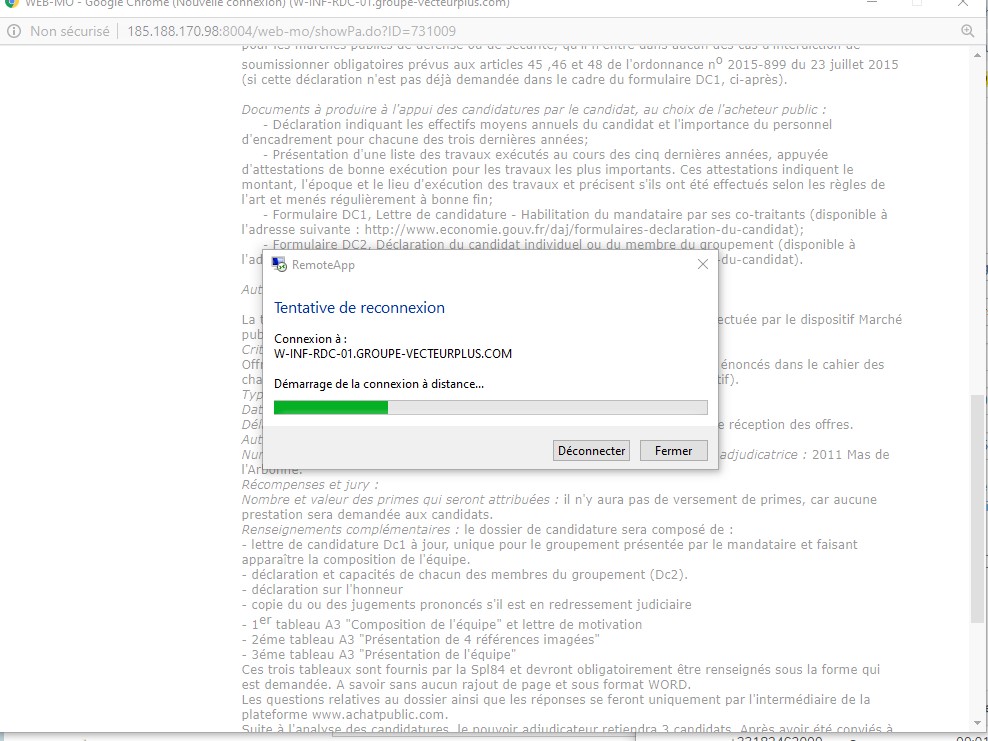 WEB-MO - Google Chrome (Nouvelle connexion) (W-INF-RDC-01.groupe-vecteurplus.com)
Non sécurisé | 185.188.170.98:8004/web-mo/showPa.do?ID=731009
pour les marchés publics de défense ou de sécurité, qu'il n'entre dans aucun des cas d'interdiction de
soumissionner obligatoires prévus aux articles 45 ,46 et 48 de l'ordonnance nº 2015-899 du 23 juillet 2015
(si cette déclaration n'est pas déjà demandée dans le cadre du formulaire DC1, ci-après).
Documents à produire à l'appui des candidatures par le candidat, au choix de l'acheteur public :
- Déclaration indiquant les effectifs moyens annuels du candidat et l'importance du personnel
d'encadrement pour chacune des trois dernières années;
- Présentation d'une liste des travaux exécutés au cours des cinq dernières années, appuyée
d'attestations de bonne exécution pour les travaux les plus importants. Ces attestations indiquent le
montant, l'époque et le lieu d'exécution des travaux et précisent s'ils ont été effectués selon les règles de
l'art et menés régulièrement à bonne fin;
- Formulaire DC1, Lettre de candidature - Habilitation du mandataire par ses co-traitants (disponible à
l'adresse suivante : http://www.economie.gouv.fr/daj/formulaires-declaration-du-candidat);
- Formulaire DC2, Déclaration du candidat individuel ou du membre du groupement (disponible à
l'ad du-candidat).
RemoteApp
Tentative de reconnexion
Connexion à :
W-INF-RDC-01.GROUPE-VECTEURPLUS.COM
Démarrage de la connexion à distance...
Déconnecter Fermer
Aut
La t ectuée par le dispositif Marché
pub
Crit
Offr énoncés dans le cahier des
cha tif).
Typ
Dat
Déla e réception des offres.
Aut
Num adjudicatrice : 2011 Mas de
l'Arbonne.
Récompenses et jury :
Nombre et valeur des primes qui seront attribuées : il n'y aura pas de versement de primes, car aucune
prestation sera demandée aux candidats.
Renseignements complémentaires : le dossier de candidature sera composé de :
- lettre de candidature Dc1 à jour, unique pour le groupement présentée par le mandataire et faisant
apparaître la composition de l'équipe.
- déclaration et capacités de chacun des membres du groupement (Dc2).
- déclaration sur l'honneur
- copie du ou des jugements prononcés s'il est en redressement judiciaire
- 1er tableau A3 "Composition de l'équipe" et lettre de motivation
- 2éme tableau A3 "Présentation de 4 références imagées"
- 3éme tableau A3 "Présentation de l'équipe"
Ces trois tableaux sont fournis par la Spl84 et devront obligatoirement être renseignés sous la forme qui
est demandée. A savoir sans aucun rajout de page et sous format WORD.
Les questions relatives au dossier ainsi que les réponses se feront uniquement par l'intermédiaire de la
plateforme www.achatpublic.com.
Suite à l'analyse des candidatures, le pouvoir adjudicateur retiendra 3 candidats. Après avoir été conviés à